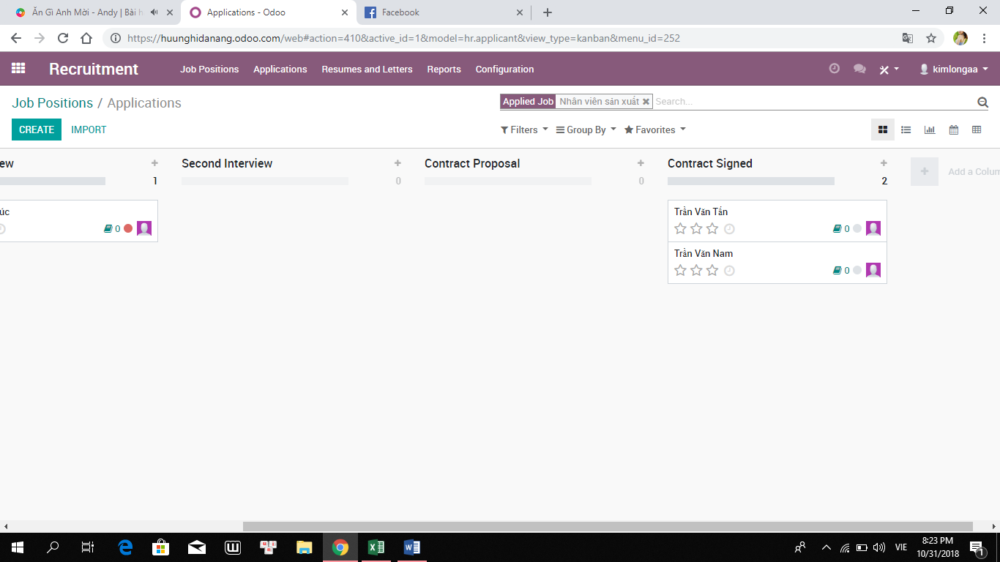 Ăn Gì Anh Mời - Andy | Bài h
Applications - Odoo
Facebook
https://huunghidanang.odoo.com/web#action=410&active_id=1&model=hr.applicant&view_type=kanban&menu_id=252
Recruitment
Job Positions
Applications
Resumes and Letters
Reports
Configuration
kimlongaa
Job Positions / Applications
Applied Job Nhân viên sản xuất
Search...
CREATE
IMPORT
Filters
Group By
Favorites
ew
1
Second Interview
0
Contract Proposal
0
Contract Signed
2
Add a Colum
úc
0
Trần Văn Tấn
0
Trần Văn Nam
0
VIE
8:23 PM
10/31/2018
1